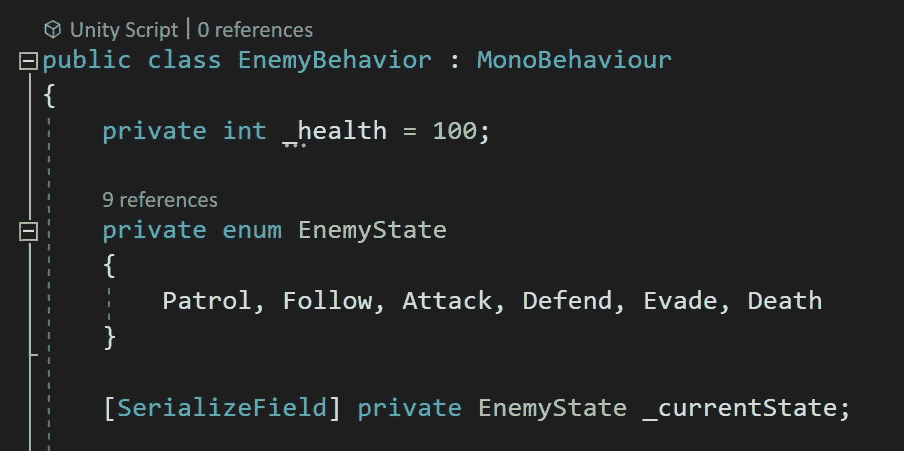 Unity Script | 0 references
public class EnemyBehavior : MonoBehaviour
{
private int _health = 100;
9 references
private enum EnemyState
{
Patrol, Follow, Attack, Defend, Evade, Death
}
[SerializeField] private EnemyState _currentState;